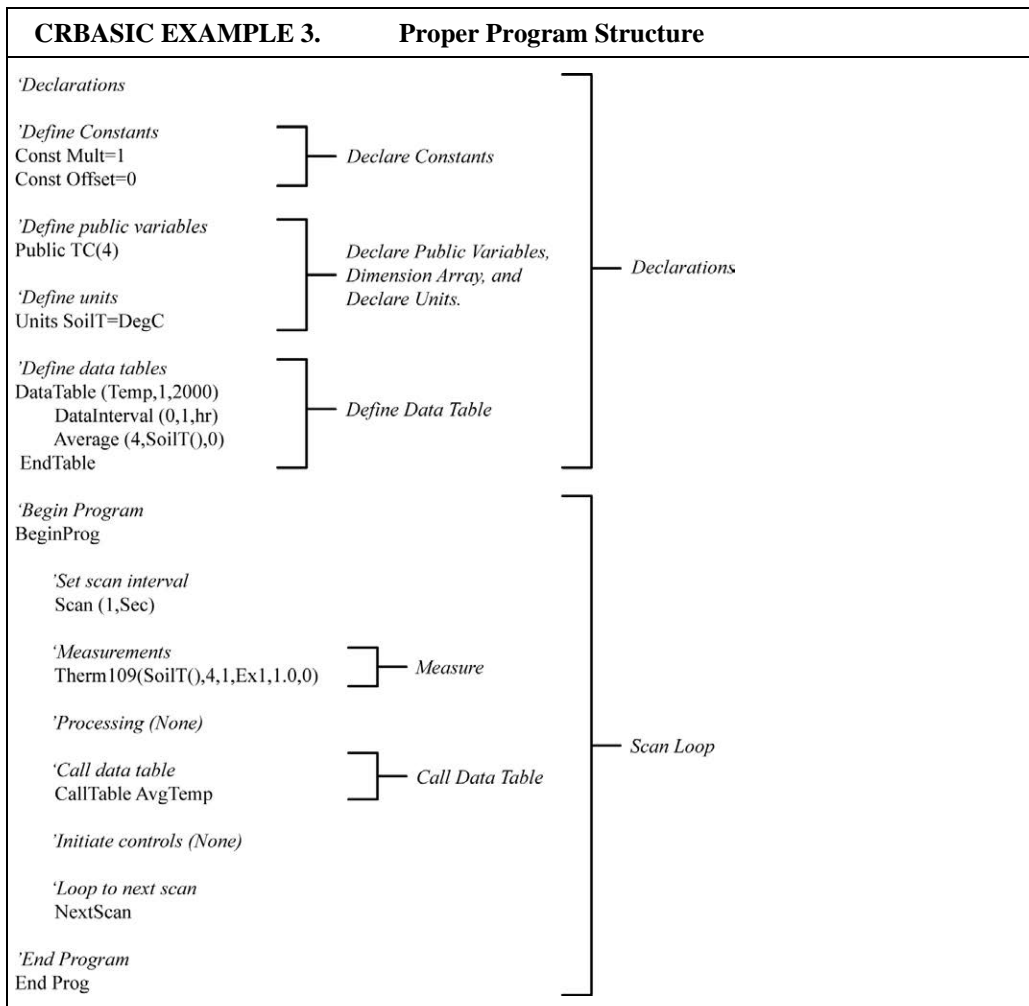 CRBASIC EXAMPLE 3. Proper Program Structure
‘Declarations
'Define Constants
Const Mult=1
Const Offset=0
Declare Constants
'Define public variables
Public TC(4)
'Define units
Units SoilT=DegC
Declare Public Variables,
Dimension Array, and
Declare Units.
'Define data tables
DataTable (Temp,1,2000)
DataInterval (0,1,hr)
Average (4,SoilT(),0)
EndTable
Define Data Table
Declarations
‘Begin Program
BeginProg
'Set scan interval
Scan (1,Sec)
‘Measurements
Therm109(SoilT(),4,1,Ex1,1.0,0)
Measure
'Processing (None)
‘Call data table
CallTable AvgTemp
Call Data Table
'Initiate controls (None)
‘Loop to next scan
NextScan
'End Program
End Prog
Scan Loop